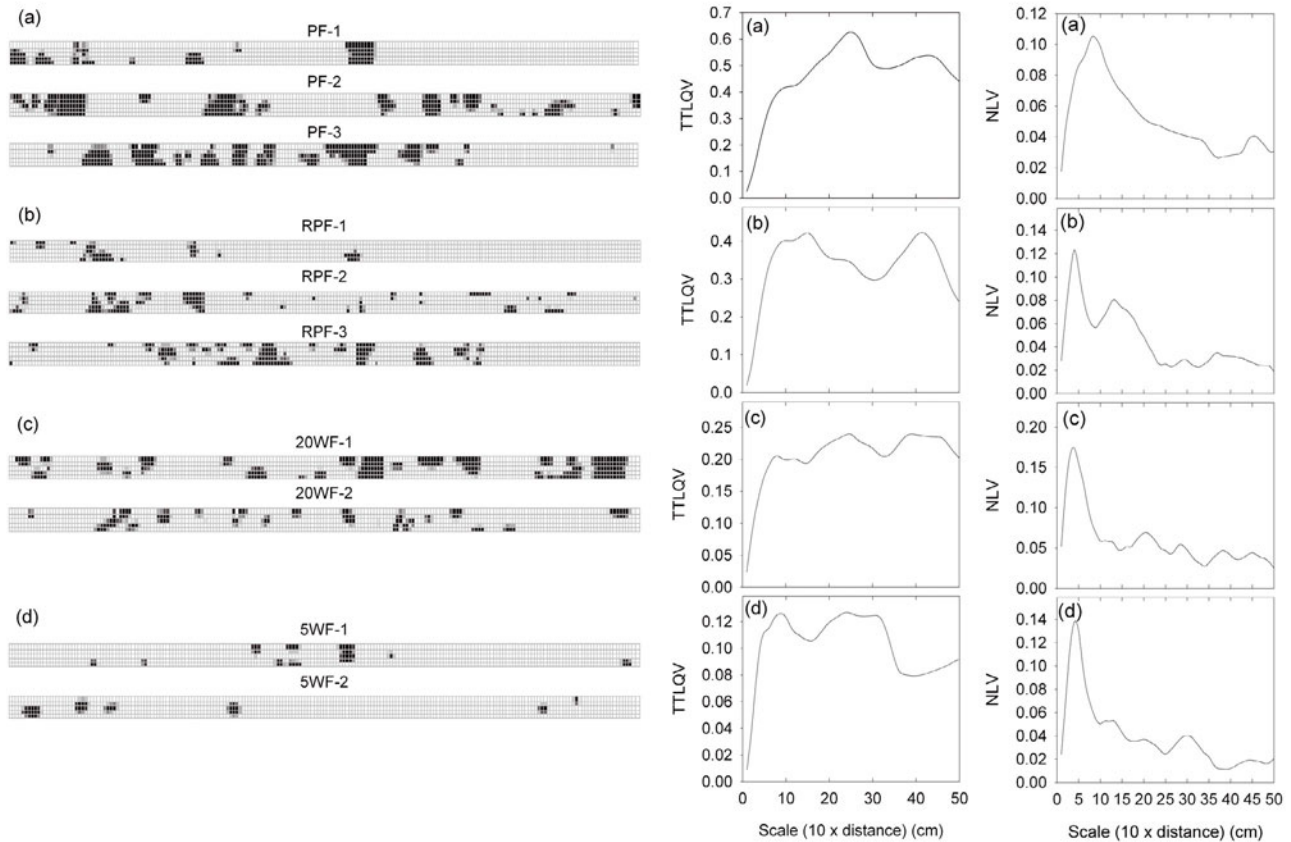 (a)
PF-1
PF-2
PF-3
(b)
RPF-1
RPF-2
RPF-3
(c)
20WF-1
20WF-2
(d)
5WF-1
5WF-2
(a)
TTLQV
0.7
0.6
0.5
0.4
0.3
0.2
0.1
0.0
(b)
TTLQV
0.4
0.3
0.2
0.1
0.0
(c)
TTLQV
0.25
0.20
0.15
0.10
0.05
0.00
(d)
TTLQV
0.12
0.10
0.08
0.06
0.04
0.02
0.00
0 10 20 30 40 50
Scale (10 x distance) (cm)
(a)
NLV
0.12
0.10
0.08
0.06
0.04
0.02
0.00
(b)
NLV
0.14
0.12
0.10
0.08
0.06
0.04
0.02
0.00
(c)
NLV
0.20
0.15
0.10
0.05
0.00
(d)
NLV
0.14
0.12
0.10
0.08
0.06
0.04
0.02
0.00
0 5 10 15 20 25 30 35 40 45 50
Scale (10 x distance) (cm)